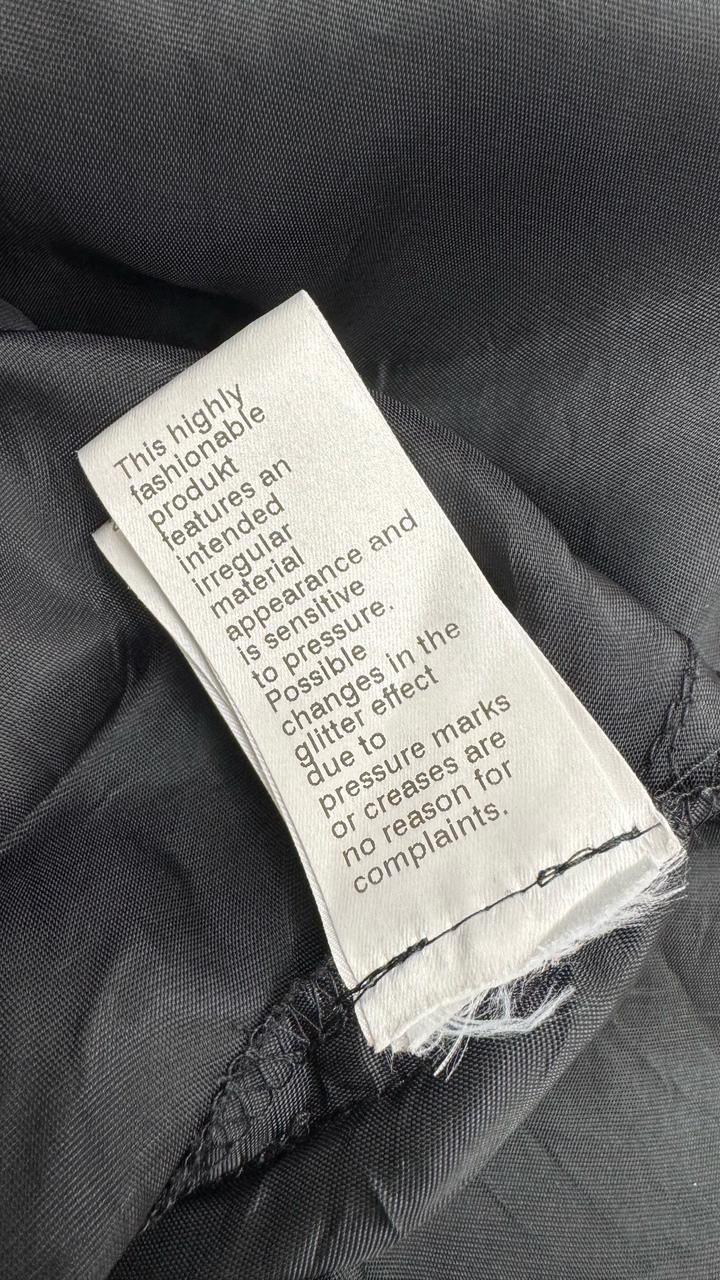 This highly
fashionable
produkt
features an
intended
irregular
material
appearance and
is sensitive
to pressure.
Possible
changes in the
glitter effect
due to
pressure marks
or creases are
no reason for
complaints.